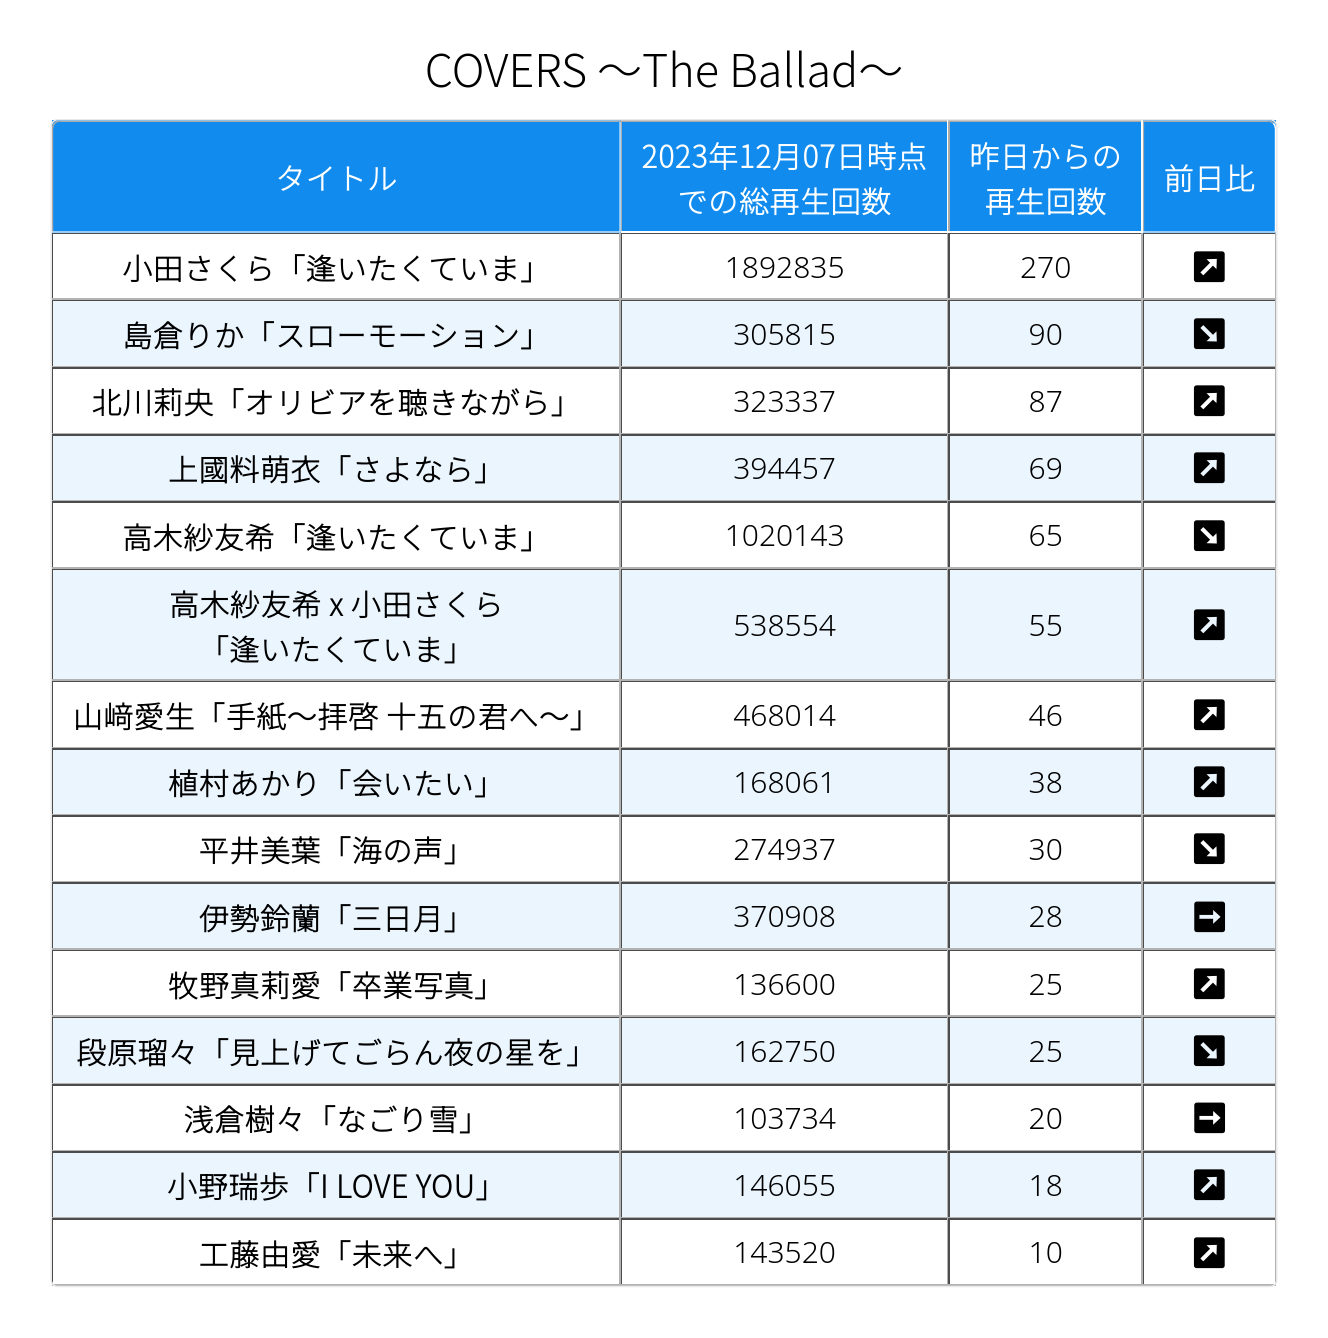 COVERS ～The Ballad～
タイトル 2023年12月07日時点での総再生回数 昨日からの再生回数 前日比
小田さくら「逢いたくていま」 1892835 270 ↗
島倉りか「スローモーション」 305815 90 ↘
北川莉央「オリビアを聴きながら」 323337 87 ↗
上國料萌衣「さよなら」 394457 69 ↗
高木紗友希「逢いたくていま」 1020143 65 ↘
高木紗友希 x 小田さくら「逢いたくていま」 538554 55 ↗
山﨑愛生「手紙～拝啓 十五の君へ～」 468014 46 ↗
植村あかり「会いたい」 168061 38 ↗
平井美葉「海の声」 274937 30 ↘
伊勢鈴蘭「三日月」 370908 28 →
牧野真莉愛「卒業写真」 136600 25 ↗
段原瑠々「見上げてごらん夜の星を」 162750 25 ↘
浅倉樹々「なごり雪」 103734 20 →
小野瑞歩「I LOVE YOU」 146055 18 ↗
工藤由愛「未来へ」 143520 10 ↗